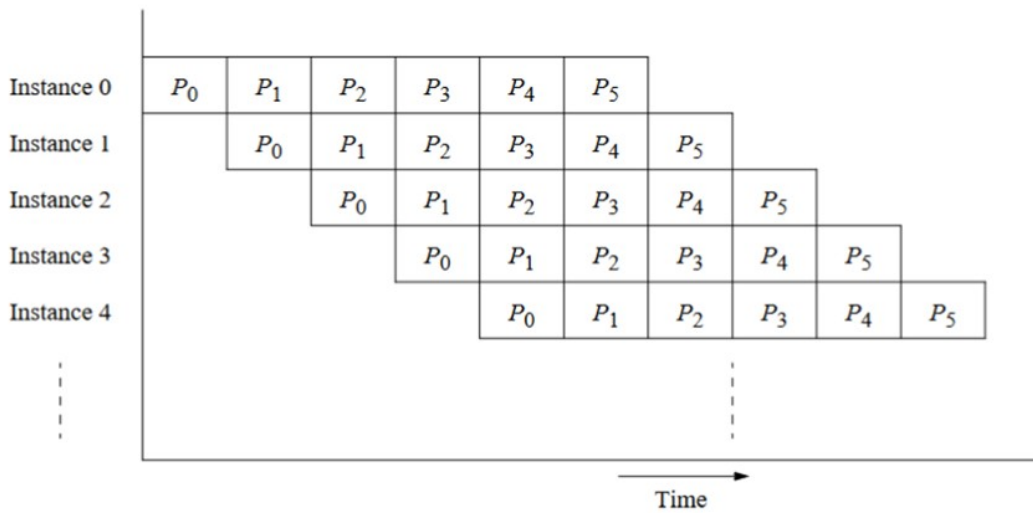 Instance 0 P₀ P₁ P₂ P₃ P₄ P₅
Instance 1 P₀ P₁ P₂ P₃ P₄ P₅
Instance 2 P₀ P₁ P₂ P₃ P₄ P₅
Instance 3 P₀ P₁ P₂ P₃ P₄ P₅
Instance 4 P₀ P₁ P₂ P₃ P₄ P₅
Time